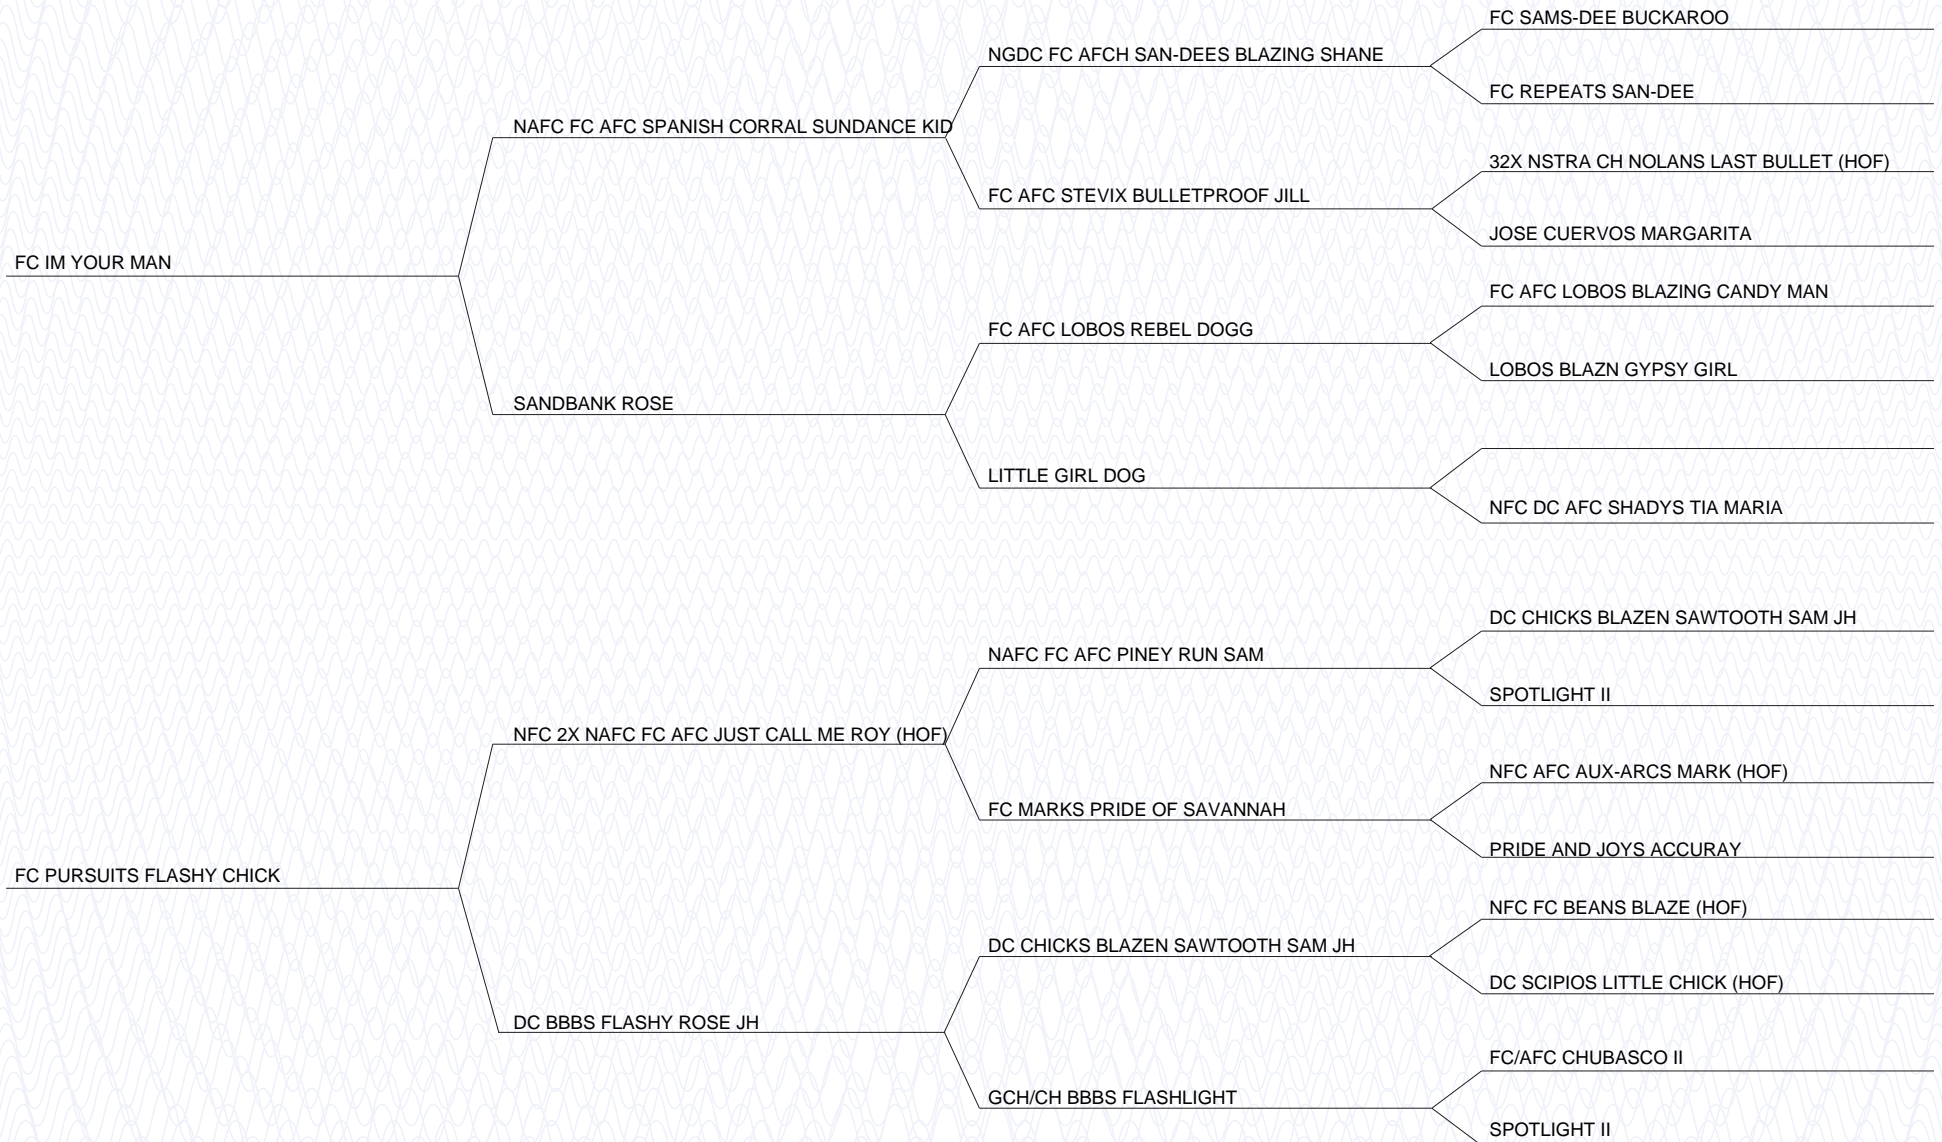 FC SAMS-DEE BUCKAROO
NGDC FC AFCH SAN-DEES BLAZING SHANE
FC REPEATS SAN-DEE
NAFC FC AFC SPANISH CORRAL SUNDANCE KID
32X NSTRA CH NOLANS LAST BULLET (HOF)
FC AFC STEVIX BULLETPROOF JILL
JOSE CUERVOS MARGARITA
FC IM YOUR MAN
FC AFC LOBOS BLAZING CANDY MAN
FC AFC LOBOS REBEL DOGG
LOBOS BLAZN GYPSY GIRL
SANDBANK ROSE
LITTLE GIRL DOG
NFC DC AFC SHADYS TIA MARIA
DC CHICKS BLAZEN SAWTOOTH SAM JH
NAFC FC AFC PINEY RUN SAM
SPOTLIGHT II
NFC 2X NAFC FC AFC JUST CALL ME ROY (HOF)
NFC AFC AUX-ARCS MARK (HOF)
FC MARKS PRIDE OF SAVANNAH
PRIDE AND JOYS ACCURAY
FC PURSUITS FLASHY CHICK
NFC FC BEANS BLAZE (HOF)
DC CHICKS BLAZEN SAWTOOTH SAM JH
DC SCIPIOS LITTLE CHICK (HOF)
DC BBBS FLASHY ROSE JH
FC/AFC CHUBASCO II
GCH/CH BBBS FLASHLIGHT
SPOTLIGHT II